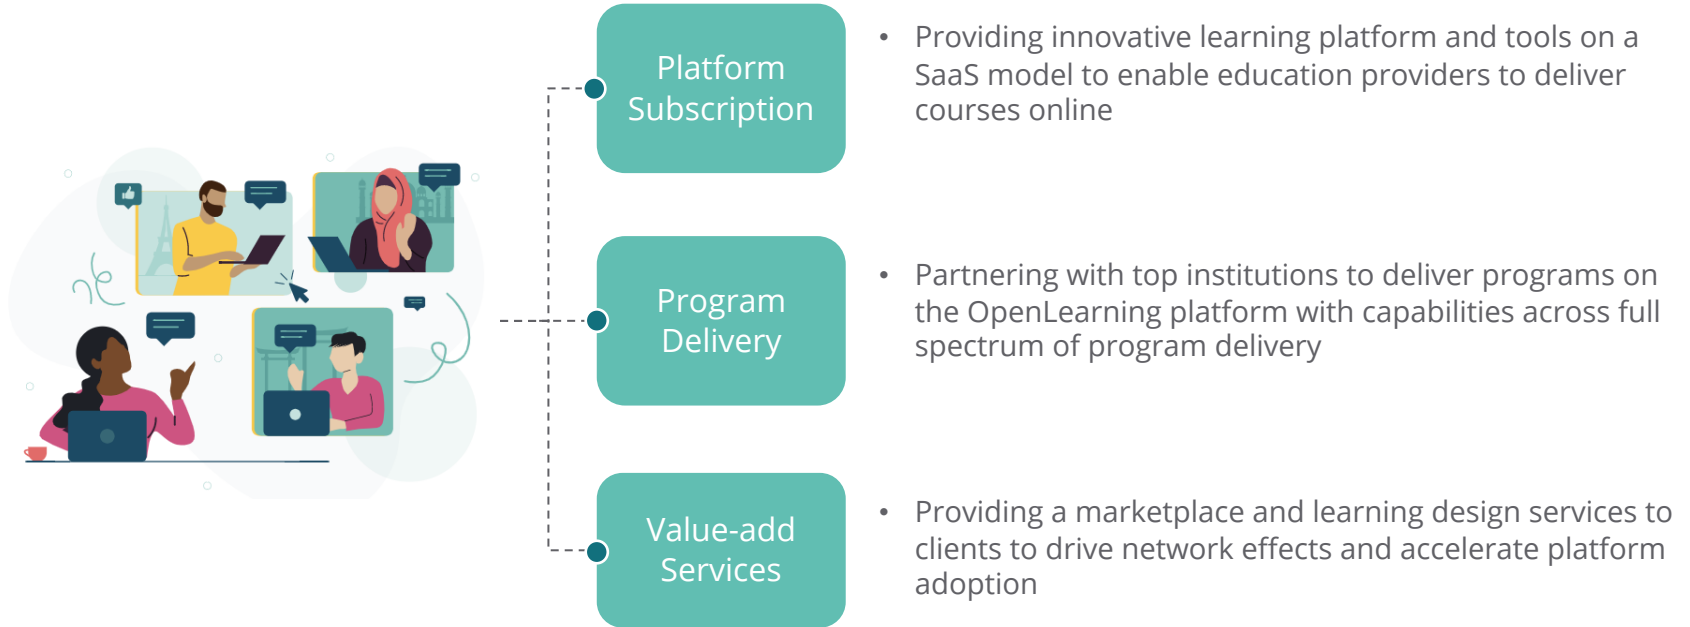 Platform
Subscription
• Providing innovative learning platform and tools on a
SaaS model to enable education providers to deliver
courses online
Program
Delivery
• Partnering with top institutions to deliver programs on
the OpenLearning platform with capabilities across full
spectrum of program delivery
Value-add
Services
• Providing a marketplace and learning design services to
clients to drive network effects and accelerate platform
adoption